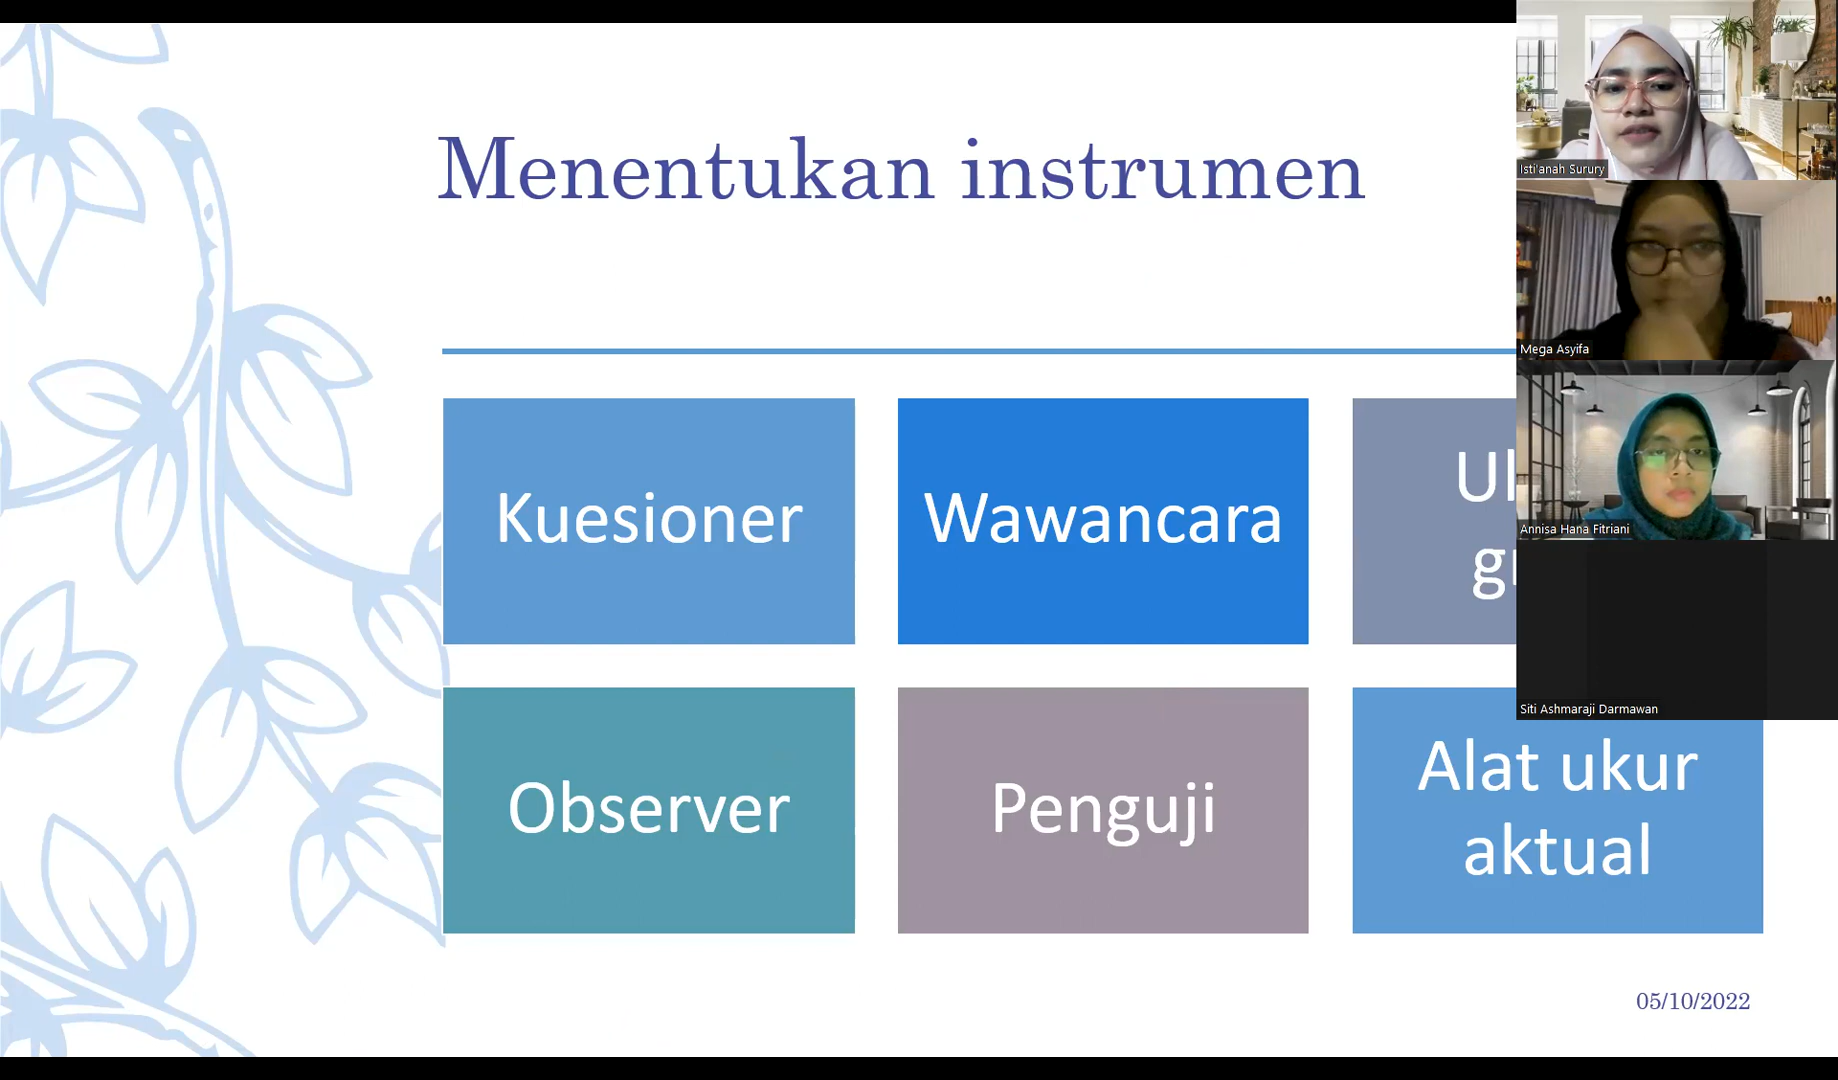 Menentukan instrumen
Kuesioner
Wawancara
Observer
Penguji
Alat ukur
aktual
05/10/2022
Isti'anah Surury
Mega Asyifa
Annisa Hana Fitriani
Siti Ashmaraji Darmawan